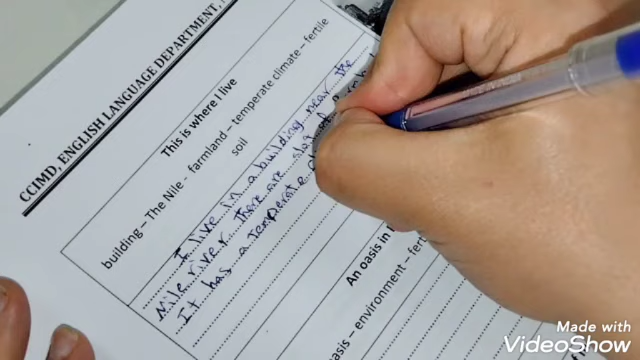 CCIMD, ENGLISH LANGUAGE DEPARTMENT,
This is where I live
building – The Nile - farmland – temperate climate – fertile
soil
I live in a building near the
Nile river. There are
It has a temperate
An oasis in
oasis – environment – fert
Made with
VideoShow